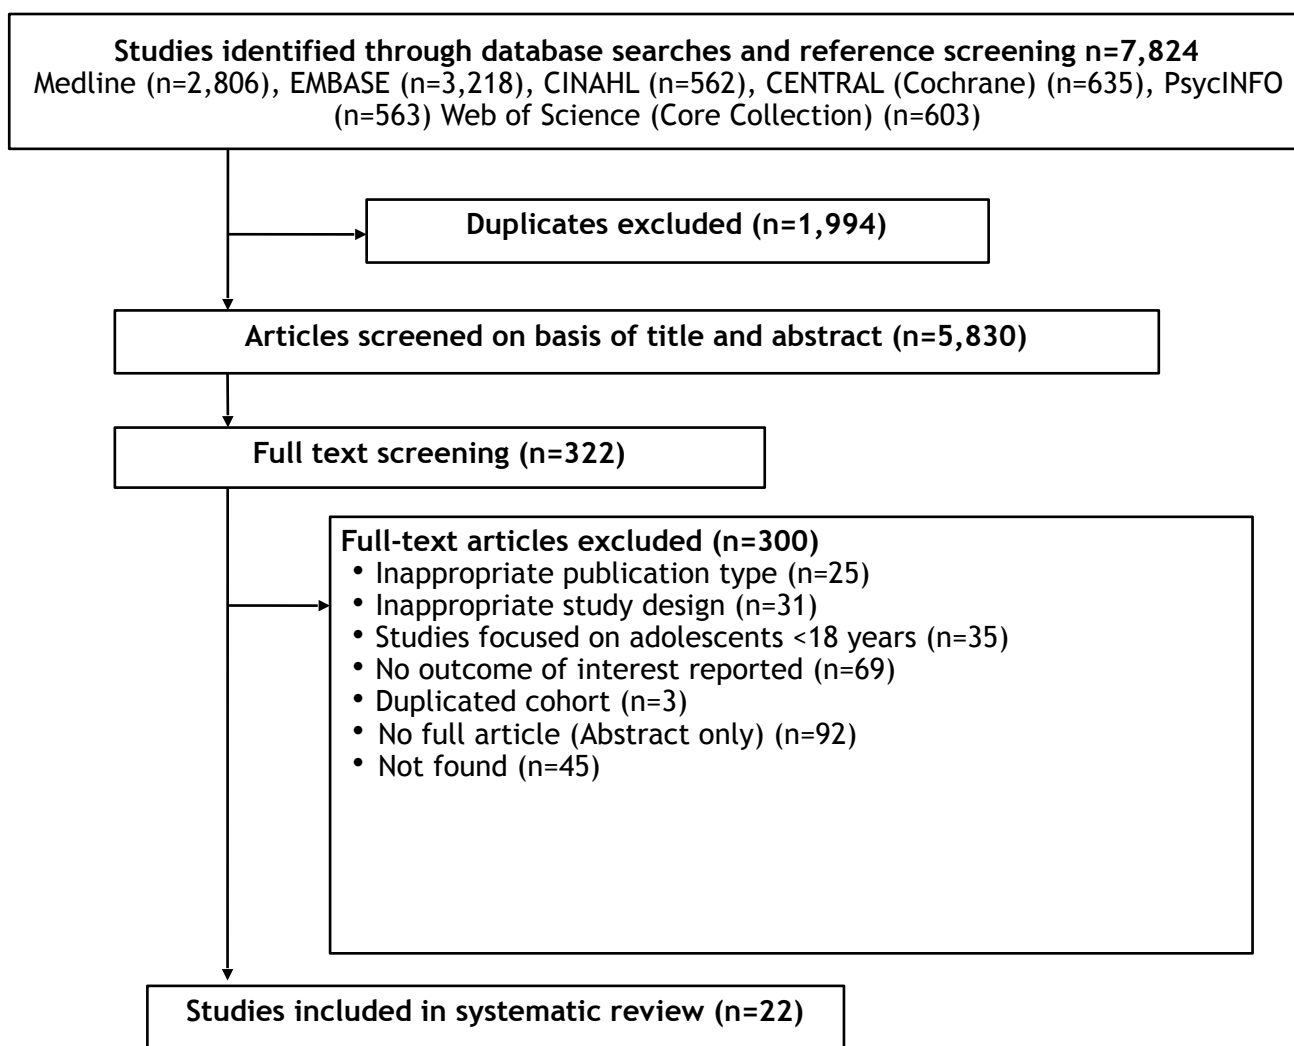 Studies identified through database searches and reference screening n=7,824
Medline (n=2,806), EMBASE (n=3,218), CINAHL (n=562), CENTRAL (Cochrane) (n=635), PsycINFO
(n=563) Web of Science (Core Collection) (n=603)
Duplicates excluded (n=1,994)
Articles screened on basis of title and abstract (n=5,830)
Full text screening (n=322)
Full-text articles excluded (n=300)
• Inappropriate publication type (n=25)
• Inappropriate study design (n=31)
• Studies focused on adolescents <18 years (n=35)
• No outcome of interest reported (n=69)
• Duplicated cohort (n=3)
• No full article (Abstract only) (n=92)
• Not found (n=45)
Studies included in systematic review (n=22)